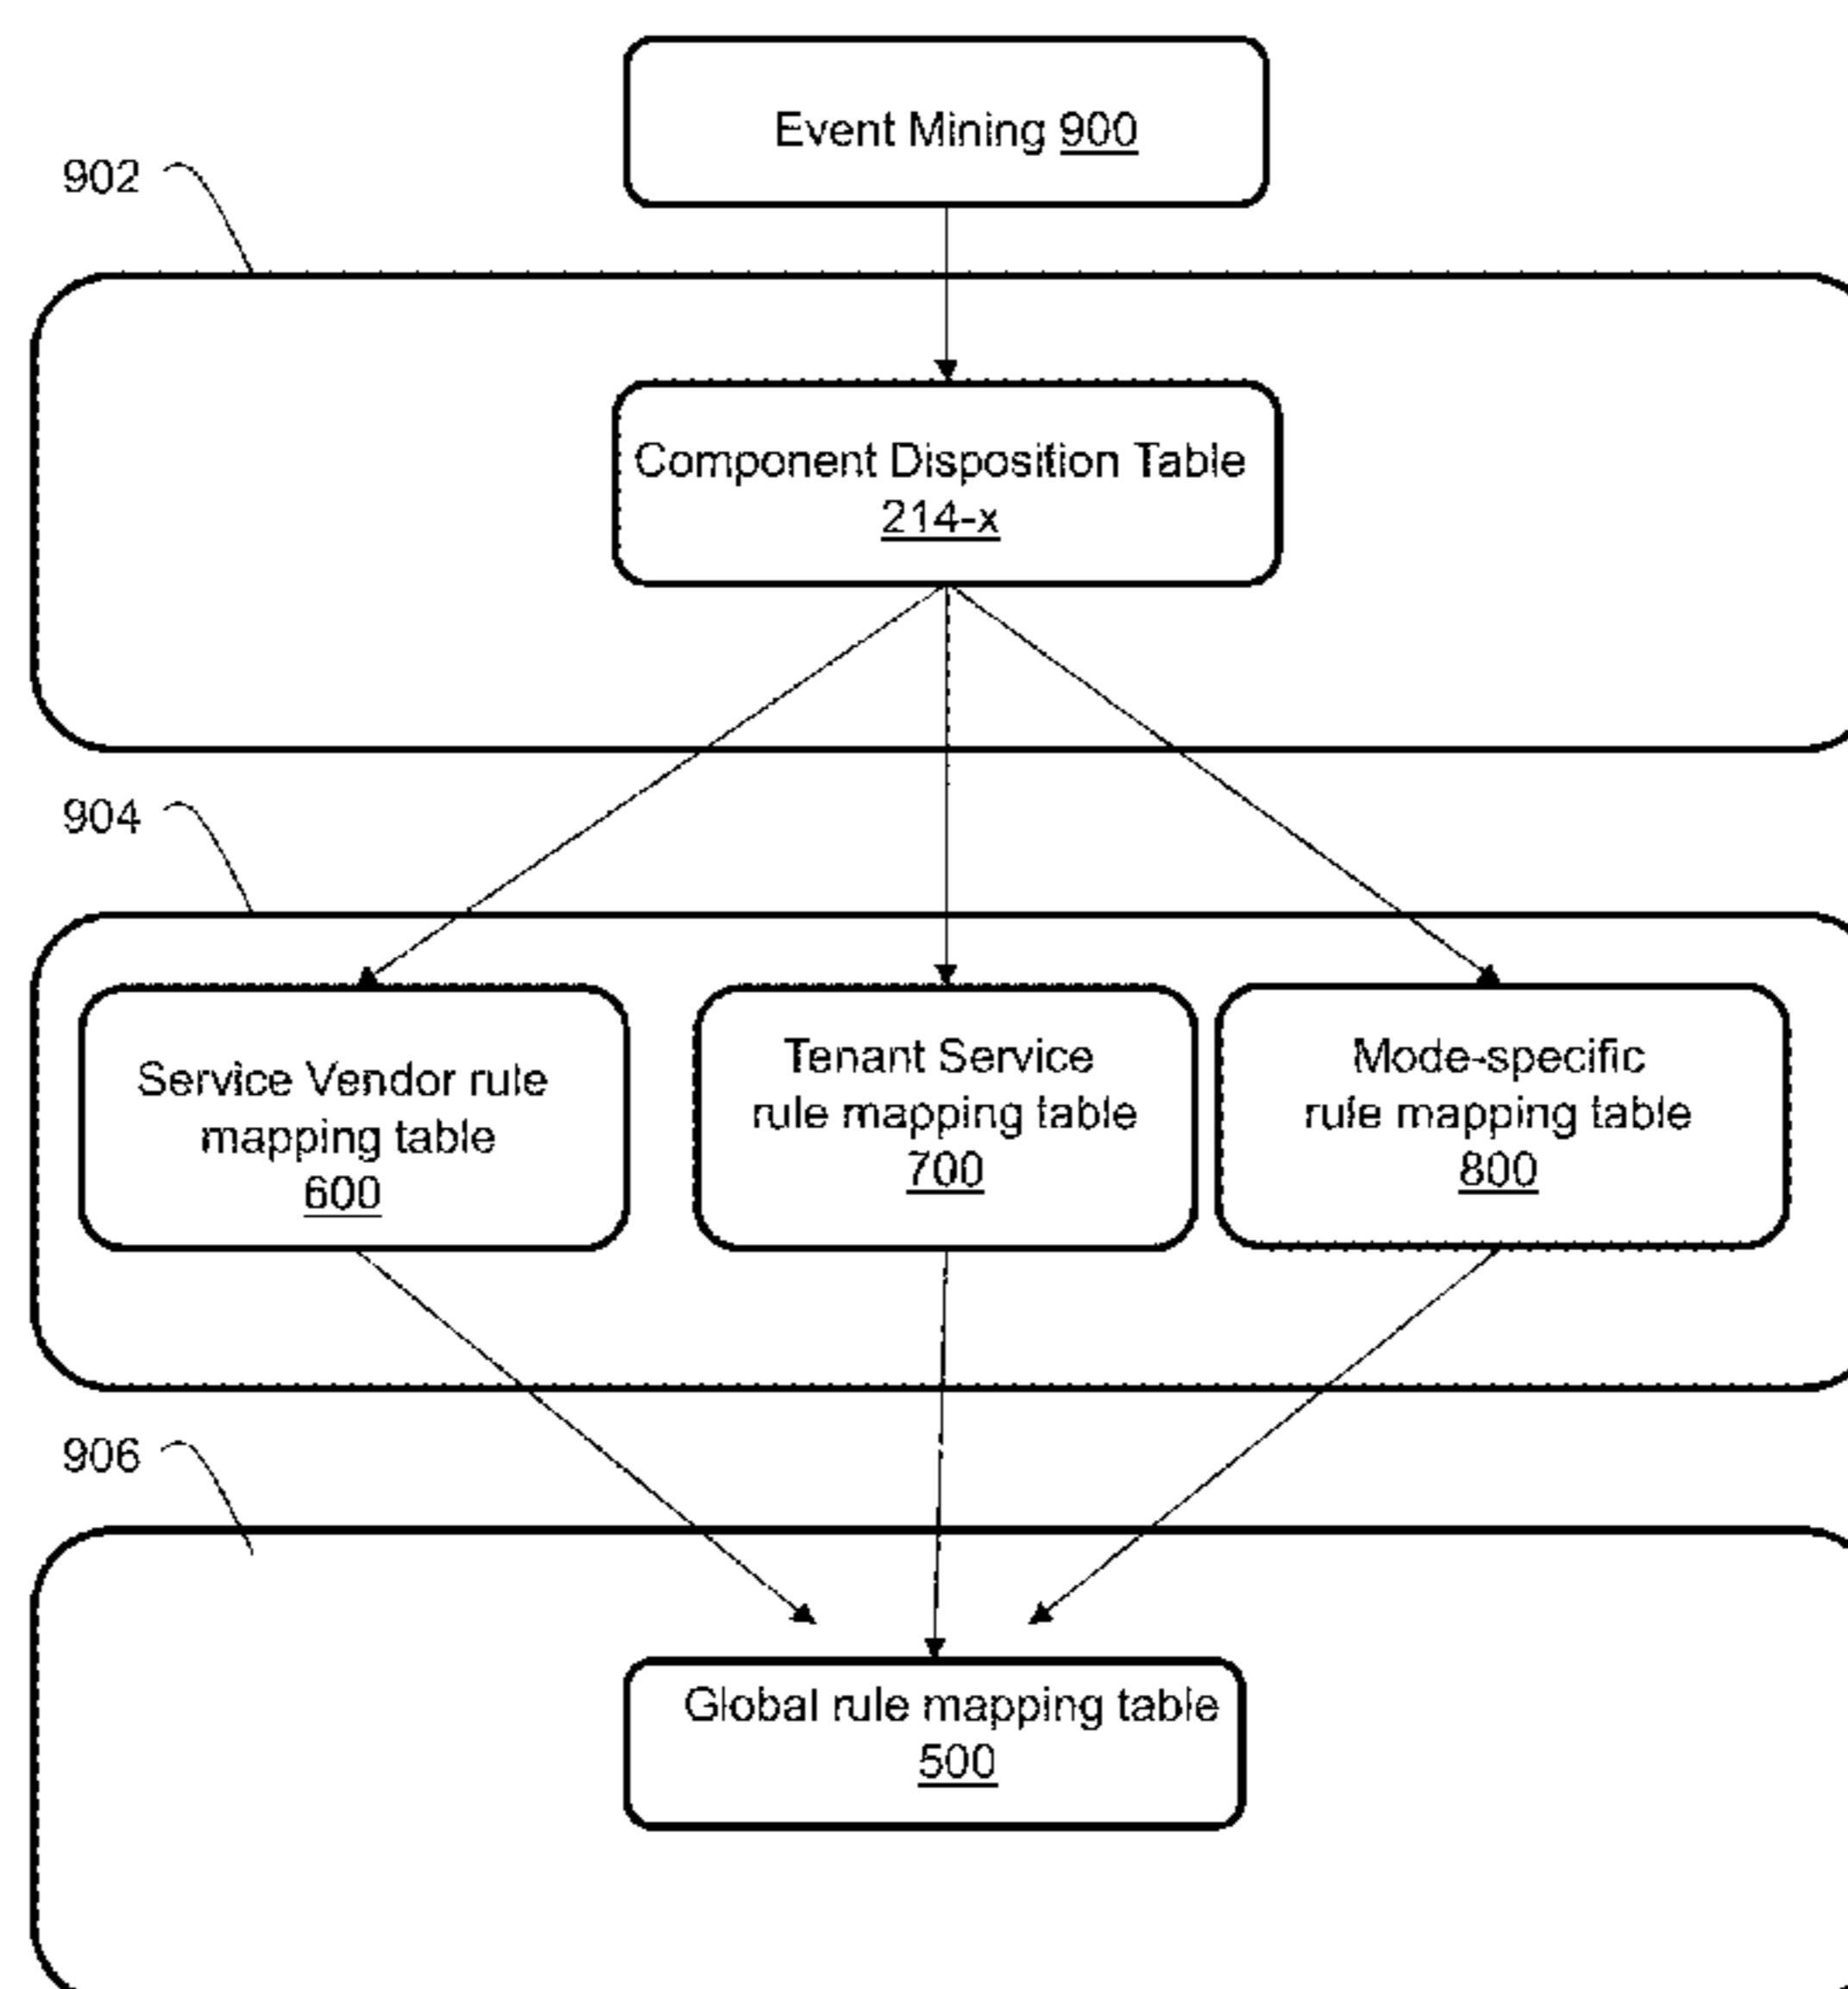 Event Mining 900
902
Component Disposition Table
214-x
904
Service Vendor rule
mapping table
600
Tenant Service
rule mapping table
700
Mode-specific
rule mapping table
800
906
Global rule mapping table
500